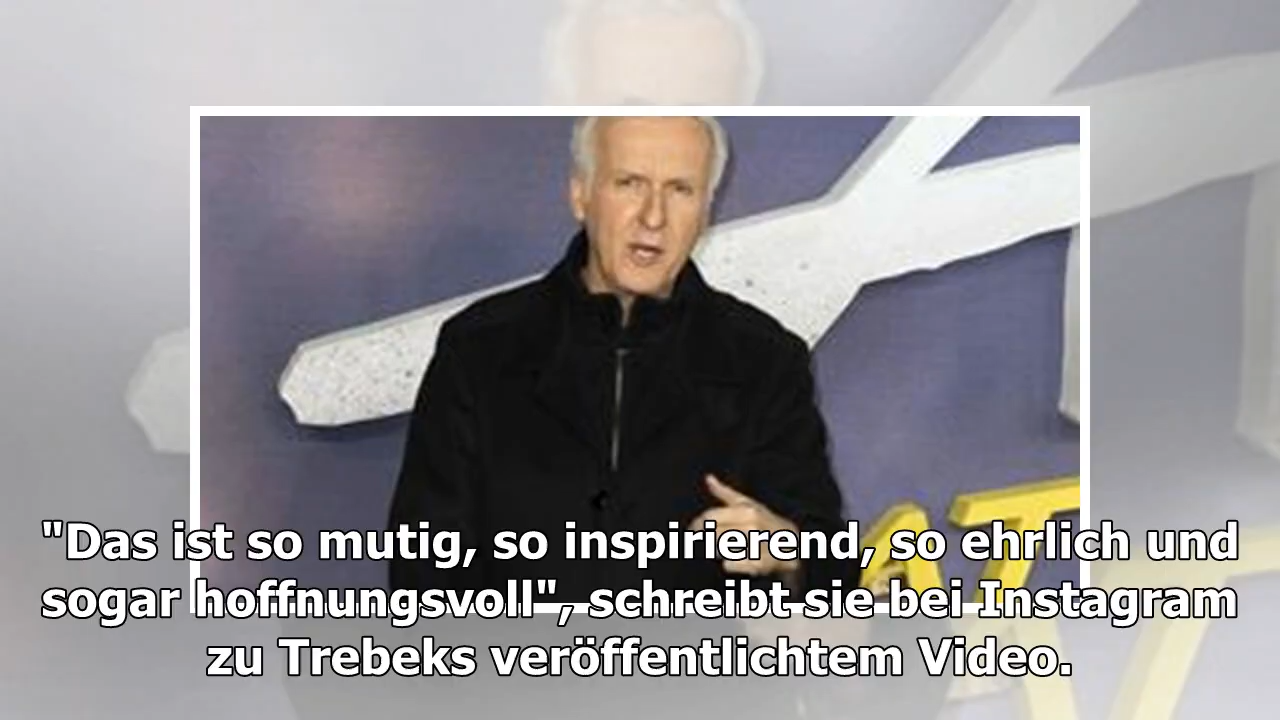 "Das ist so mutig, so inspirierend, so ehrlich und
sogar hoffnungsvoll", schreibt sie bei Instagram
zu Trebeks veröffentlichtem Video.